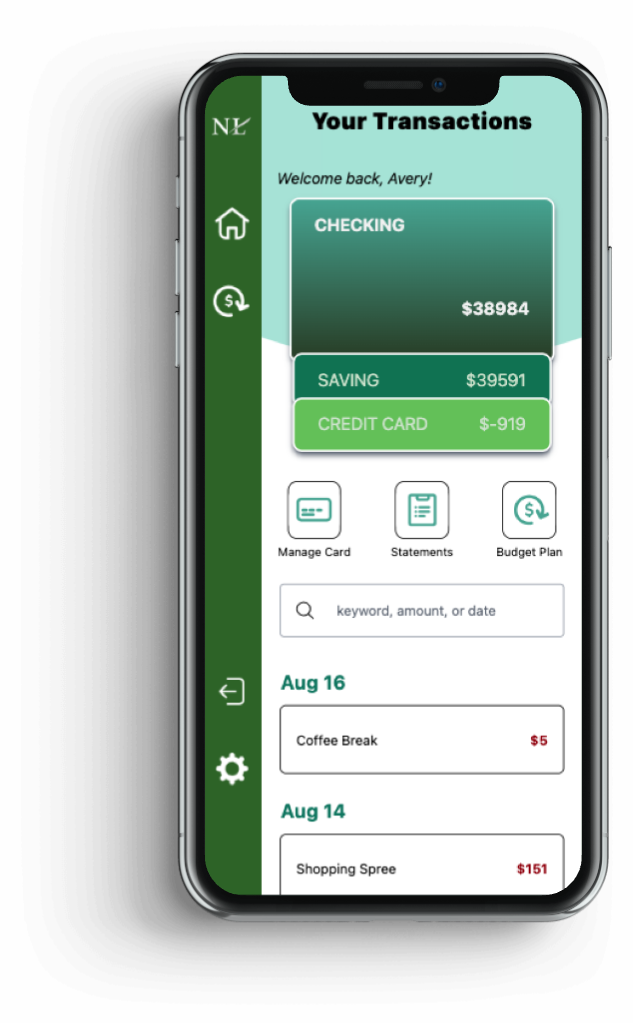 NL
Your Transactions
Welcome back, Avery!
CHECKING
$38984
SAVING $39591
CREDIT CARD $-919
Manage Card Statements Budget Plan
keyword, amount, or date
Aug 16
Coffee Break $5
Aug 14
Shopping Spree $151